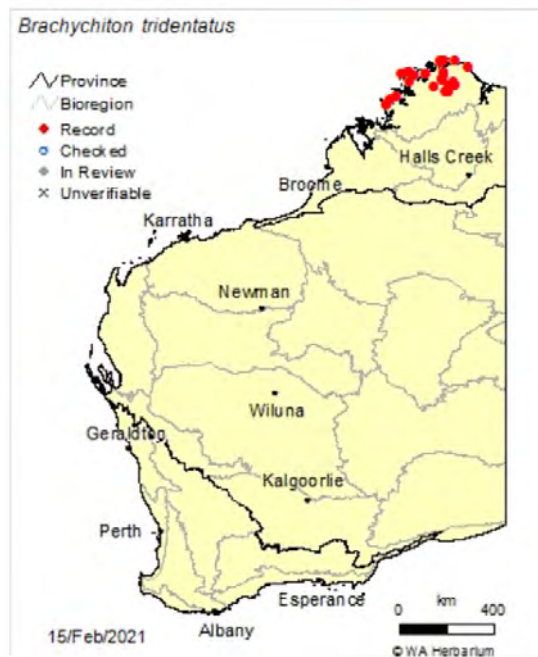 Brachychiton tridentatus
Province
Bioregion
Record
Checked
In Review
Unverifiable
Halls Creek
Broome
Karratha
Newman
Wiluna
Geraldton
Kalgoorlie
Perth
Esperance
Albany
0 km 400
15/Feb/2021
© WA Herbarium